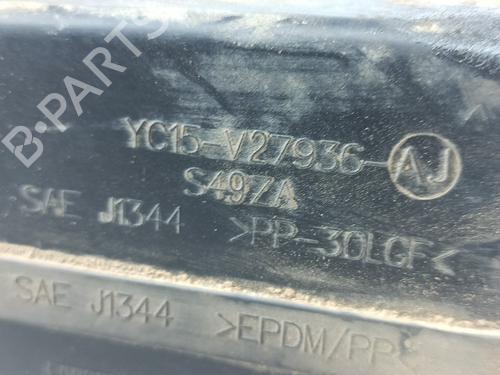 B-PARTS
YC15-V27936-AJ
S497A
SAE J1344 >PP-30LGF<
SAE J1344 >EPDM/PP